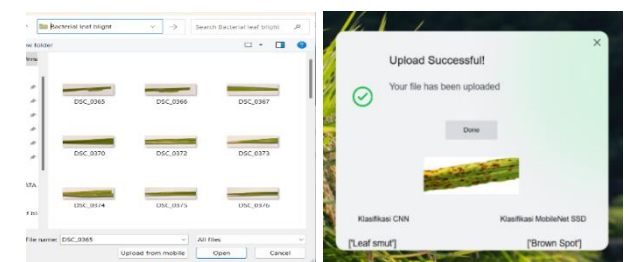 Bacterial leaf blight
Search Bacterial leaf blight
DSC_0365
DSC_0366
DSC_0367
DSC_0370
DSC_0372
DSC_0373
DSC_0374
DSC_0375
DSC_0376
File name: DSC_0365
All files
Upload from mobile
Open
Cancel
Upload Successful!
Your file has been uploaded
Done
Klasifikasi CNN
Klasifikasi MobileNet SSD
['Leaf smut']
['Brown Spot']